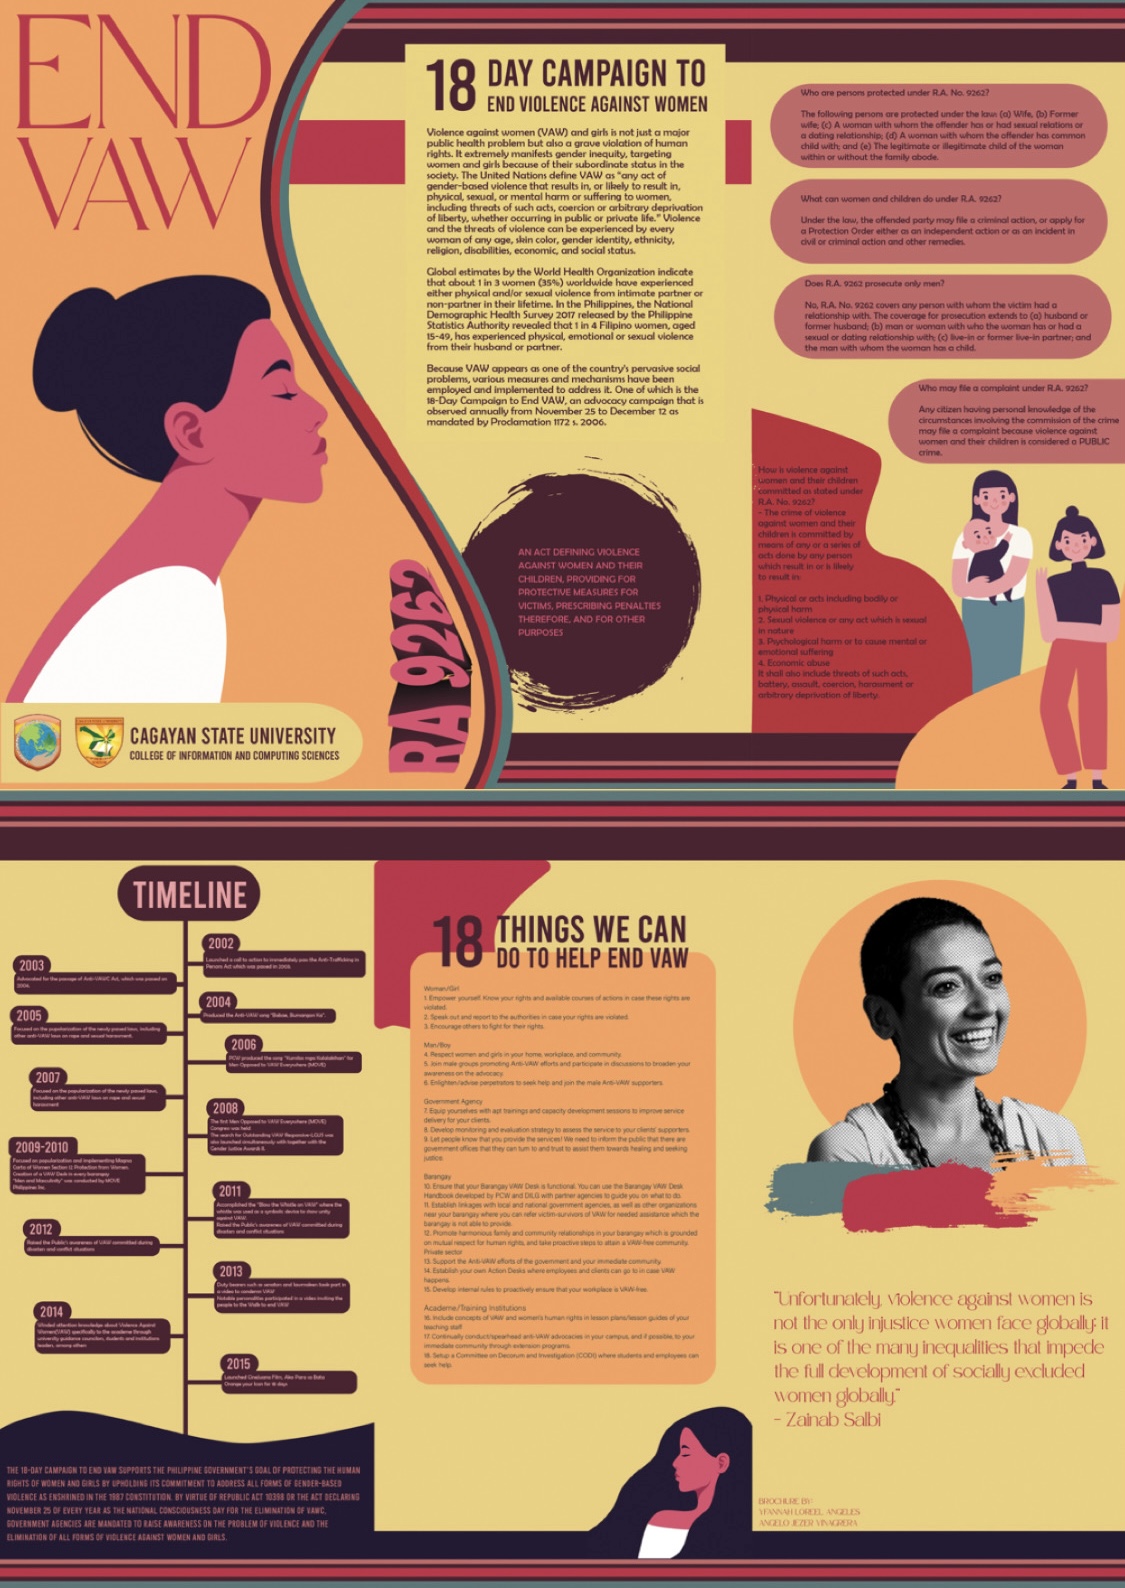 END
VAW
RA 9262
CAGAYAN STATE UNIVERSITY
COLLEGE OF INFORMATION AND COMPUTING SCIENCES
18 DAY CAMPAIGN TO
END VIOLENCE AGAINST WOMEN
Violence against women (VAW) and girls is not just a major
public health problem but also a grave violation of human
rights. It extremely manifests gender inequity, targeting
women and girls because of their subordinate status in the
society. The United Nations define VAW as "any act of
gender-based violence that results in, or likely to result in,
physical, sexual, or mental harm or suffering to women,
including threats of such acts, coercion or arbitrary deprivation
of liberty, whether occurring in public or private life." Violence
and the threats of violence can be experienced by every
woman of any age, skin color, gender identity, ethnicity,
religion, disabilities, economic, and social status.
Global estimates by the World Health Organization indicate
that about 1 in 3 women (35%) worldwide have experienced
either physical and/or sexual violence from intimate partner or
non-partner in their lifetime. In the Philippines, the National
Demographic Health Survey 2017 released by the Philippine
Statistics Authority revealed that 1 in 4 Filipino women, aged
15-49, has experienced physical, emotional or sexual violence
from their husband or partner.
Because VAW appears as one of the country's pervasive social
problems, various measures and mechanisms have been
employed and implemented to address it. One of which is the
18-Day Campaign to End VAW, an advocacy campaign that is
observed annually from November 25 to December 12 as
mandated by Proclamation 1172 s. 2006.
AN ACT DEFINING VIOLENCE
AGAINST WOMEN AND THEIR
CHILDREN, PROVIDING FOR
PROTECTIVE MEASURES FOR
VICTIMS, PRESCRIBING PENALTIES
THEREFORE, AND FOR OTHER
PURPOSES
Who are persons protected under R.A. No. 9262?
The following persons are protected under the law: (a) Wife, (b) Former
wife; (c) A woman with whom the offender has or had sexual relations or
a dating relationship; (d) A woman with whom the offender has common
child with; and (e) The legitimate or illegitimate child of the woman
within or without the family abode.
What can women and children do under R.A. 9262?
Under the law, the offended party may file a criminal action, or apply for
a Protection Order either as an independent action or as an incident in
civil or criminal action and other remedies.
Does R.A. 9262 prosecute only men?
No, R.A. No. 9262 covers any person with whom the victim had a
relationship with. The coverage for prosecution extends to (a) husband or
former husband; (b) man or woman with who the woman has or had a
sexual or dating relationship with; (c) live-in or former live-in partner; and
the man with whom the woman has a child.
Who may file a complaint under R.A. 9262?
Any citizen having personal knowledge of the
circumstances involving the commission of the crime
may file a complaint because violence against
women and their children is considered a PUBLIC
crime.
How is violence against
women and their children
committed as stated under
R.A. No. 9262?
- The crime of violence
against women and their
children is committed by
means of any or a series of
acts done by any person
which result in or is likely
to result in:
1. Physical or acts including bodily or
physical harm
2. Sexual violence or any act which is sexual
in nature
3. Psychological harm or to cause mental or
emotional suffering
4. Economic abuse
It shall also include threats of such acts,
battery, assault, coercion, harassment or
arbitrary deprivation of liberty.
TIMELINE
2002
Launched a call to action to immediately pass the Anti-Trafficking in
Persons Act which was passed in 2003.
2003
Advocated for the passage of Anti-VAWC Act, which was passed on
2004.
2004
Produced the Anti-VAW song "Babae, Bumangon Ka".
2005
Focused on the popularization of the newly passed laws, including
other anti-VAW laws on rape and sexual harassment.
2006
PCW produced the song "Kumilos mga Kalalakihan" for
Men Opposed to VAW Everywhere (MOVE)
2007
Focused on the popularization of the newly passed laws,
including other anti-VAW laws on rape and sexual
harassment
2008
The first Men Opposed to VAW Everywhere (MOVE)
Congress was held
The search for Outstanding VAW Responsive-LGUS was
also launched simultaneously with together with the
Gender Justice Awards II.
2009-2010
Focused on popularization and implementing Magna
Carta of Women Section 12 Protection from Women.
Creation of a VAW Desk in every barangay
"Men and Masculinity" was conducted by MOVE
Philippines Inc.
2011
Accomplished the "Blow the Whistle on VAW" where the
whistle was used as a symbolic device to show unity
against VAW.
Raised the Public's awareness of VAW committed during
disaster and conflict situations
2012
Raised the Public's awareness of VAW committed during
disaster and conflict situations
2013
Duty bearers such as senators and lawmakers took part in
a video to condemn VAW
Notable personalities participated in a video inviting the
people to the Walk to end VAW
2014
Widened attention knowledge about Violence Against
Women(VAW) specifically to the academe through
university guidance counselors, students and institutions
leaders, among others
2015
Launched Orasiuana Film, Ako Para sa Bata
Orange your Icon for 18 days
THE 18-DAY CAMPAIGN TO END VAW SUPPORTS THE PHILIPPINE GOVERNMENT'S GOAL OF PROTECTING THE HUMAN
RIGHTS OF WOMEN AND GIRLS BY UPHOLDING ITS COMMITMENT TO ADDRESS ALL FORMS OF GENDER-BASED
VIOLENCE AS ENSHRINED IN THE 1987 CONSTITUTION. BY VIRTUE OF REPUBLIC ACT 10398 OR THE ACT DECLARING
NOVEMBER 25 OF EVERY YEAR AS THE NATIONAL CONSCIOUSNESS DAY FOR THE ELIMINATION OF VAWC,
GOVERNMENT AGENCIES ARE MANDATED TO RAISE AWARENESS ON THE PROBLEM OF VIOLENCE AND THE
ELIMINATION OF ALL FORMS OF VIOLENCE AGAINST WOMEN AND GIRLS.
18 THINGS WE CAN
DO TO HELP END VAW
Woman/Girl
1. Empower yourself. Know your rights and available courses of actions in case these rights are
violated.
2. Speak out and report to the authorities in case your rights are violated.
3. Encourage others to fight for their rights.
Man/Boy
4. Respect women and girls in your home, workplace, and community.
5. Join male groups promoting Anti-VAW efforts and participate in discussions to broaden your
awareness on the advocacy.
6. Enlighten/advise perpetrators to seek help and join the male Anti-VAW supporters.
Government Agency
7. Equip yourselves with apt trainings and capacity development sessions to improve service
delivery for your clients.
8. Develop monitoring and evaluation strategy to assess the service to your clients' supporters.
9. Let people know that you provide the services! We need to inform the public that there are
government offices that they can turn to and trust to assist them towards healing and seeking
justice.
Barangay
10. Ensure that your Barangay VAW Desk is functional. You can use the Barangay VAW Desk
Handbook developed by PCW and DILG with partner agencies to guide you on what to do.
11. Establish linkages with local and national government agencies, as well as other organizations
near your barangay where you can refer victim-survivors of VAW for needed assistance which the
barangay is not able to provide.
12. Promote harmonious family and community relationships in your barangay which is grounded
on mutual respect for human rights, and take proactive steps to attain a VAW-free community.
Private sector
13. Support the Anti-VAW efforts of the government and your immediate community.
14. Establish your own Action Desks where employees and clients can go to in case VAW
happens.
15. Develop internal rules to proactively ensure that your workplace is VAW-free.
Academe/Training Institutions
16. Include concepts of VAW and women's human rights in lesson plans/lesson guides of your
teaching staff
17. Continually conduct/spearhead anti-VAW advocacies in your campus, and if possible, to your
immediate community through extension programs.
18. Setup a Committee on Decorum and Investigation (CODI) where students and employees can
seek help.
"Unfortunately, violence against women is
not the only injustice women face globally: it
is one of the many inequalities that impede
the full development of socially excluded
women globally."
- Zainab Salbi
BROCHURE BY:
YFANNAH LOREEL ANGELES
ANGELO JEZER VINAGRERA